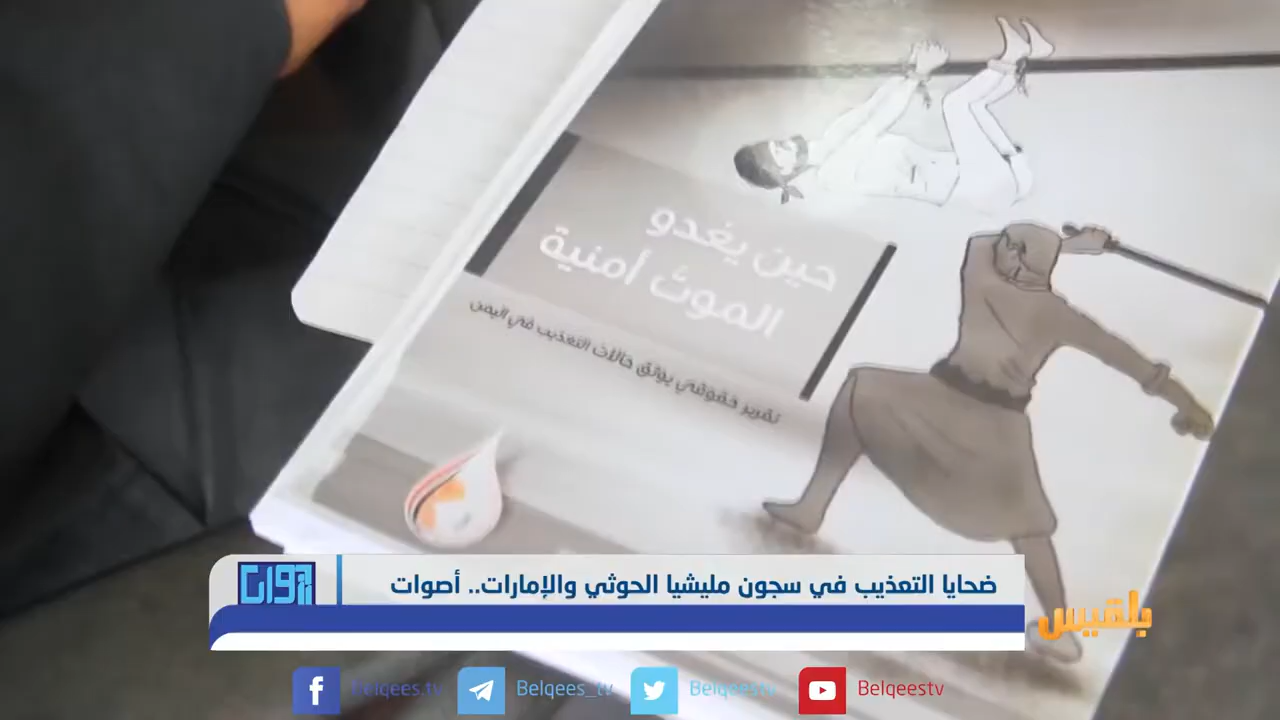 حين يغدو
الموت أمنية
تقرير حقوقي يوثق حالات التعذيب في اليمن
ضحايا التعذيب في سجون مليشيا الحوثي والإمارات.. أصوات
بلقيس
Belqees.tv
Belqees_tv
Belqeestv
Belqeestv